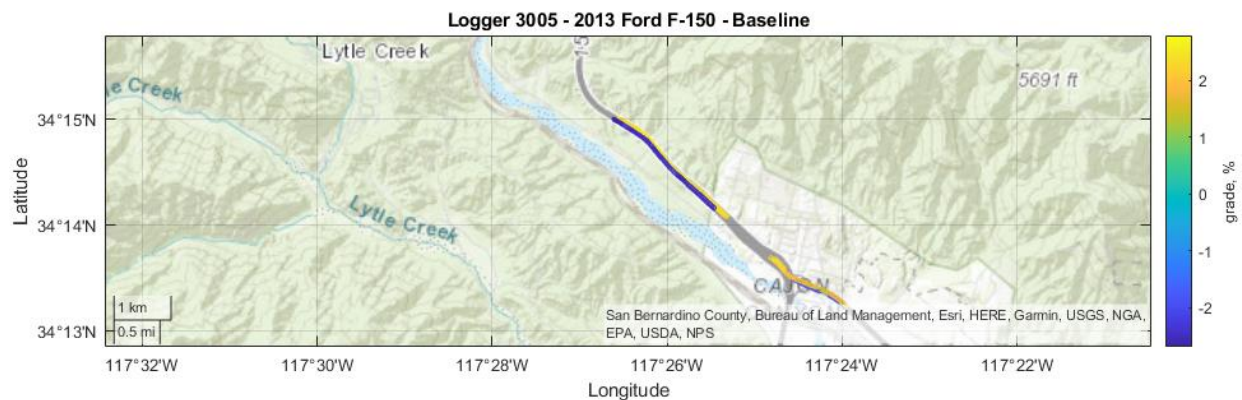 Logger 3005 - 2013 Ford F-150 - Baseline
Lytle Creek
15
5691 ft
le Creek
Lytle Creek
CAJON
34°15'N
34°14'N
34°13'N
Latitude
1 km
0.5 mi
San Bernardino County, Bureau of Land Management, Esri, HERE, Garmin, USGS, NGA,
EPA, USDA, NPS
117°32'W 117°30'W 117°28'W 117°26'W 117°24'W 117°22'W
Longitude
2
1
0
-1
-2
grade, %